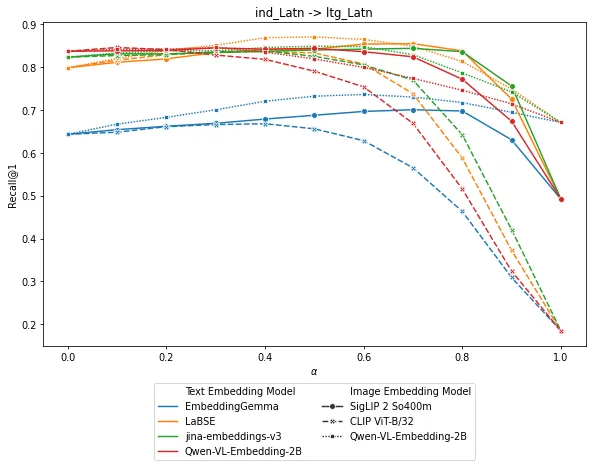 ind_Latn -> ltg_Latn
Recall@1
0.9
0.8
0.7
0.6
0.5
0.4
0.3
0.2
0.0
0.2
0.4
0.6
0.8
1.0
α
Text Embedding Model
EmbeddingGemma
LaBSE
jina-embeddings-v3
Qwen-VL-Embedding-2B
Image Embedding Model
SigLIP 2 So400m
CLIP ViT-B/32
Qwen-VL-Embedding-2B